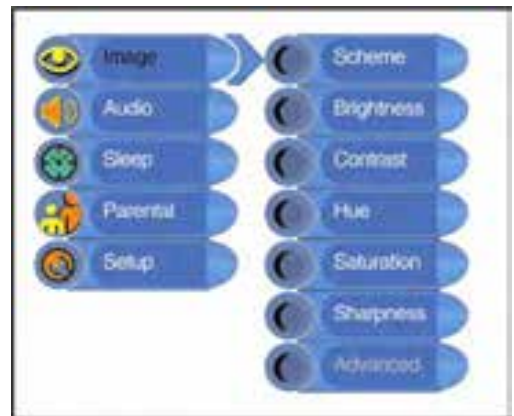 Image
Audio
Sleep
Parental
Setup
Scheme
Brightness
Contrast
Hue
Saturation
Sharpness
Advanced